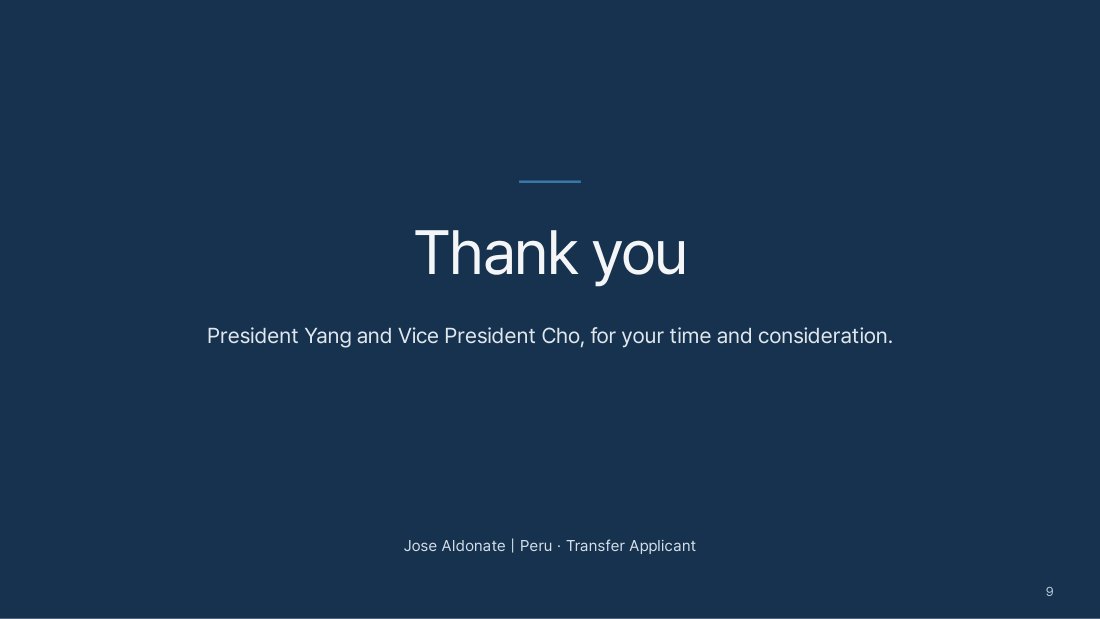 Thank you
President Yang and Vice President Cho, for your time and consideration.
Jose Aldonate | Peru · Transfer Applicant
9